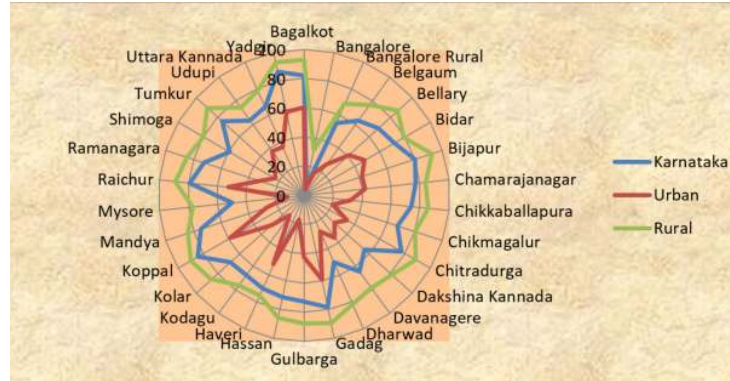 Bagalkot
Bangalore
Bangalore Rural
Belgaum
Bellary
Bidar
Bijapur
Chamarajanagar
Chikkaballapura
Chikmagalur
Chitradurga
Dakshina Kannada
Davanagere
Dharwad
Gadag
Gulbarga
Hassan
Haveri
Kodagu
Kolar
Koppal
Mandya
Mysore
Raichur
Ramanagara
Shimoga
Tumkur
Udupi
Uttara Kannada
Yadgir
100
80
60
40
20
0
Karnataka
Urban
Rural